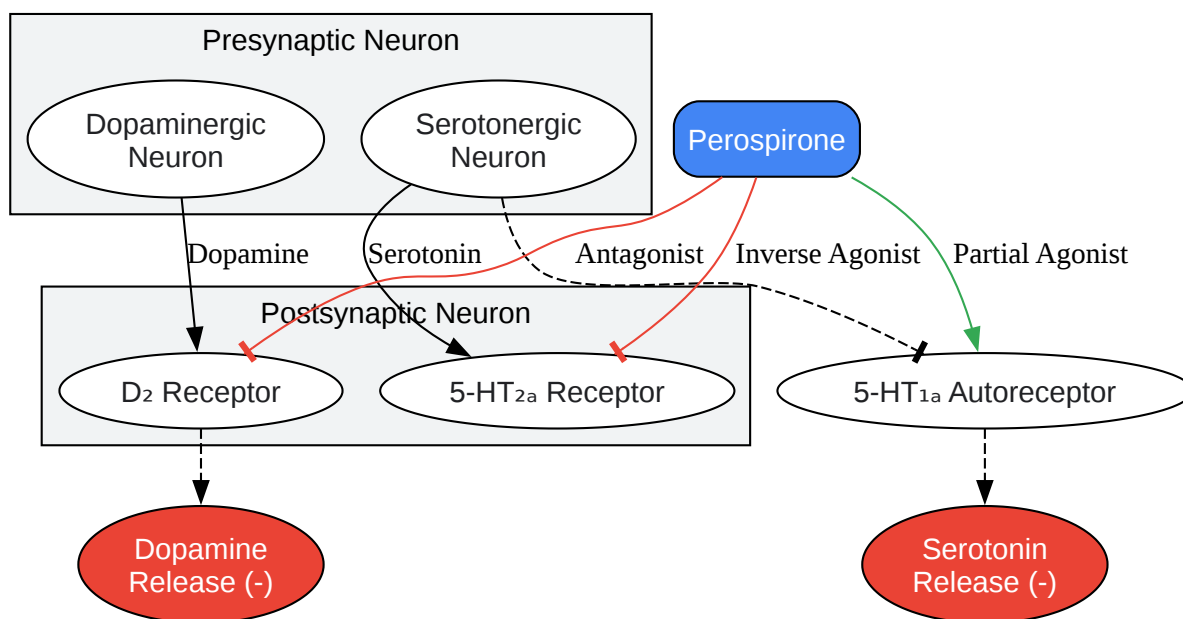 Presynaptic Neuron
Dopaminergic
Neuron
Serotonergic
Neuron
Perospirone
Dopamine
Serotonin
Antagonist
Inverse Agonist
Partial Agonist
Postsynaptic Neuron
D₂ Receptor
5-HT₂ₐ Receptor
5-HT₁ₐ Autoreceptor
Dopamine
Release (-)
Serotonin
Release (-)